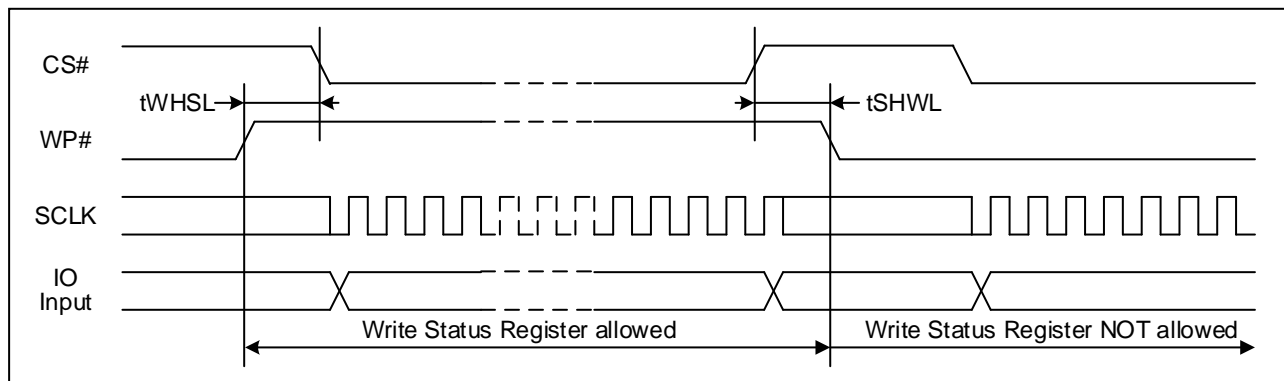 CS#
tWHSL
tSHWL
WP#
SCLK
IO
Input
Write Status Register allowed
Write Status Register NOT allowed